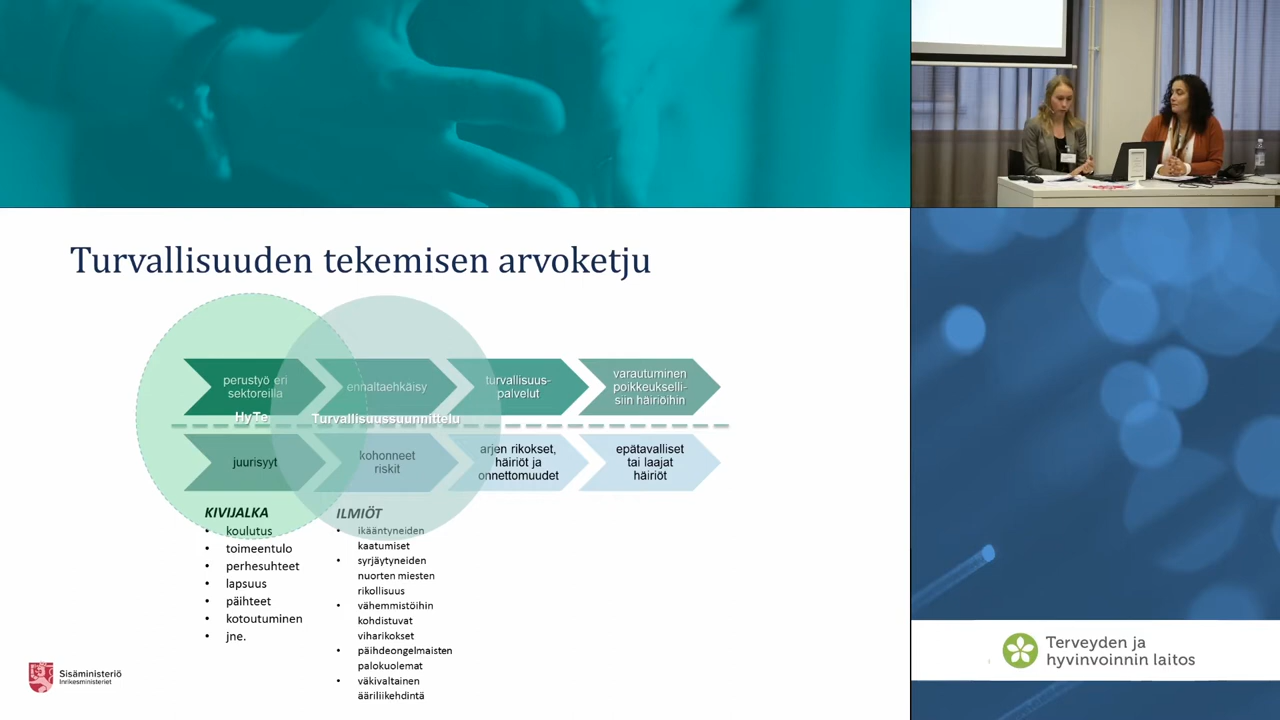 Turvallisuuden tekemisen arvoketju
perustyö eri
sektoreilla
ennaltaehkäisy
turvallisuus-
palvelut
varautuminen
poikkeukselli-
siin häiriöihin
HyTe
Turvallisuussuunnittelu
juurisyyt
kohonneet
riskit
arjen rikokset,
häiriöt ja
onnettomuudet
epätavalliset
tai laajat
häiriöt
KIVIJALKA
• koulutus
• toimeentulo
• perhesuhteet
• lapsuus
• päihteet
• kotoutuminen
• jne.
ILMIÖT
• ikääntyneiden
kaatumiset
• syrjäytyneiden
nuorten miesten
rikollisuus
• vähemmistöihin
kohdistuvat
viharikokset
• päihdeongelmaisten
palokuolemat
• väkivaltainen
ääriliikehdintä
Sisäministeriö
Inrikesministeriet
Terveyden ja
hyvinvoinnin laitos